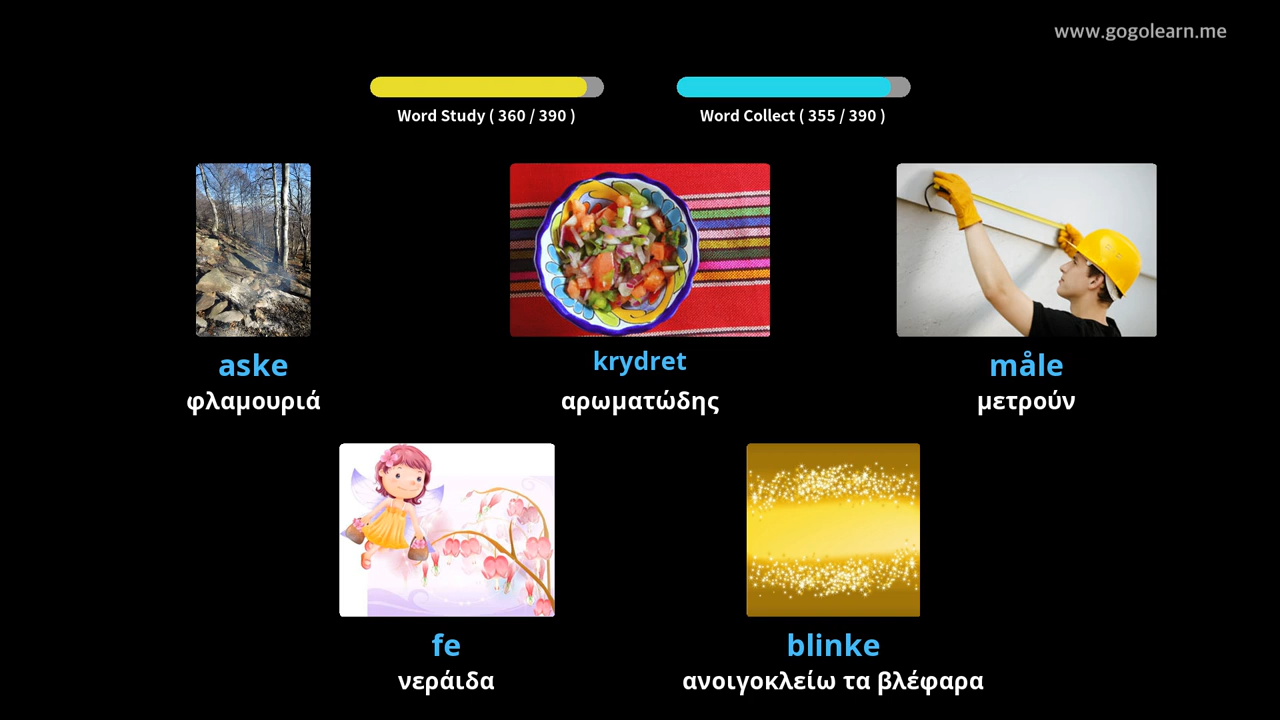 www.gogolearn.me
Word Study ( 360 / 390 )
Word Collect ( 355 / 390 )
aske
φλαμουριά
krydret
αρωματώδης
måle
μετρούν
fe
νεράιδα
blinke
ανοιγοκλείω τα βλέφαρα